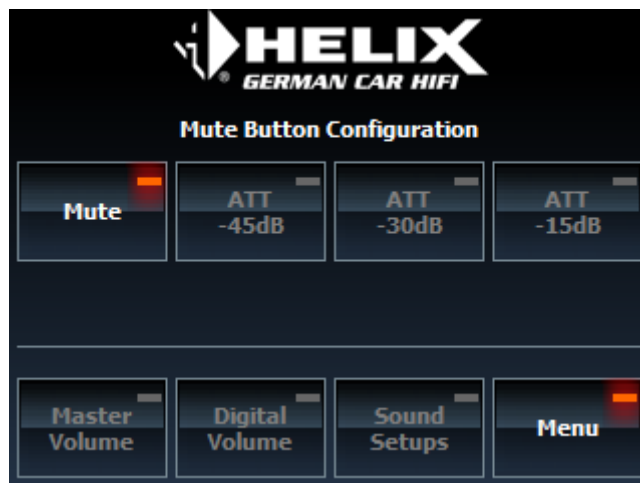 HELIX
GERMAN CAR HIFI
Mute Button Configuration
Mute
ATT
-45dB
ATT
-30dB
ATT
-15dB
Master
Volume
Digital
Volume
Sound
Setups
Menu